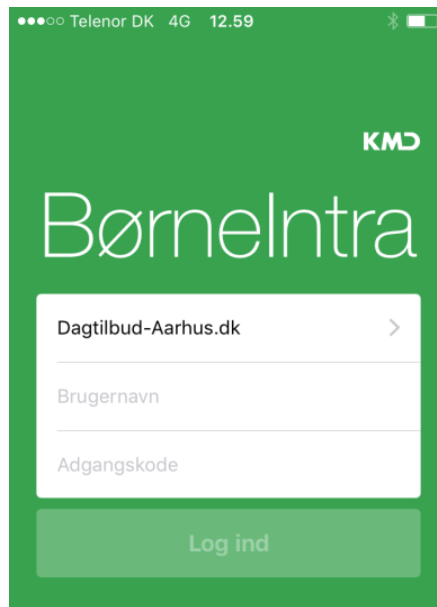 Telenor DK 4G 12.59
KMD
BørneIntra
Dagtilbud-Aarhus.dk
Brugernavn
Adgangskode
Log ind